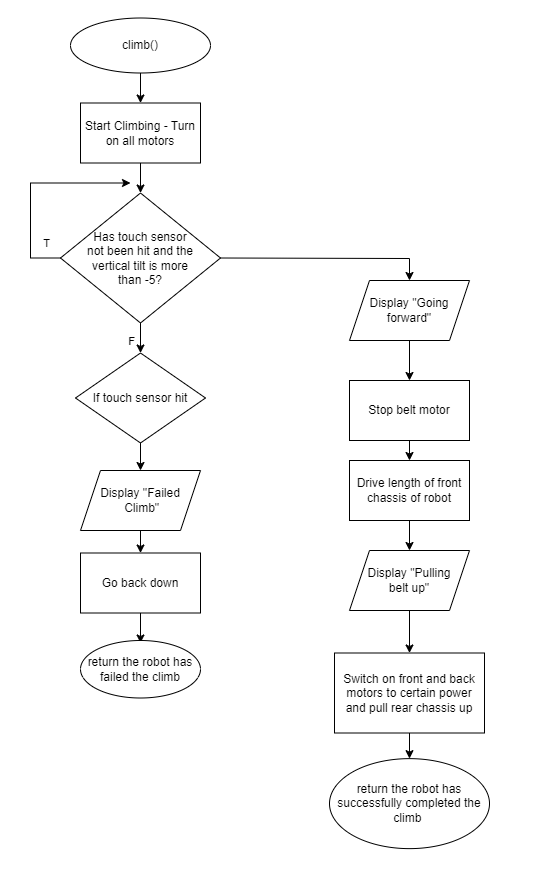 climb()
Start Climbing - Turn
on all motors
T
Has touch sensor
not been hit and the
vertical tilt is more
than -5?
F
If touch sensor hit
Display "Failed
Climb"
Go back down
return the robot has
failed the climb
Display "Going
forward"
Stop belt motor
Drive length of front
chassis of robot
Display "Pulling
belt up"
Switch on front and back
motors to certain power
and pull rear chassis up
return the robot has
successfully completed the
climb